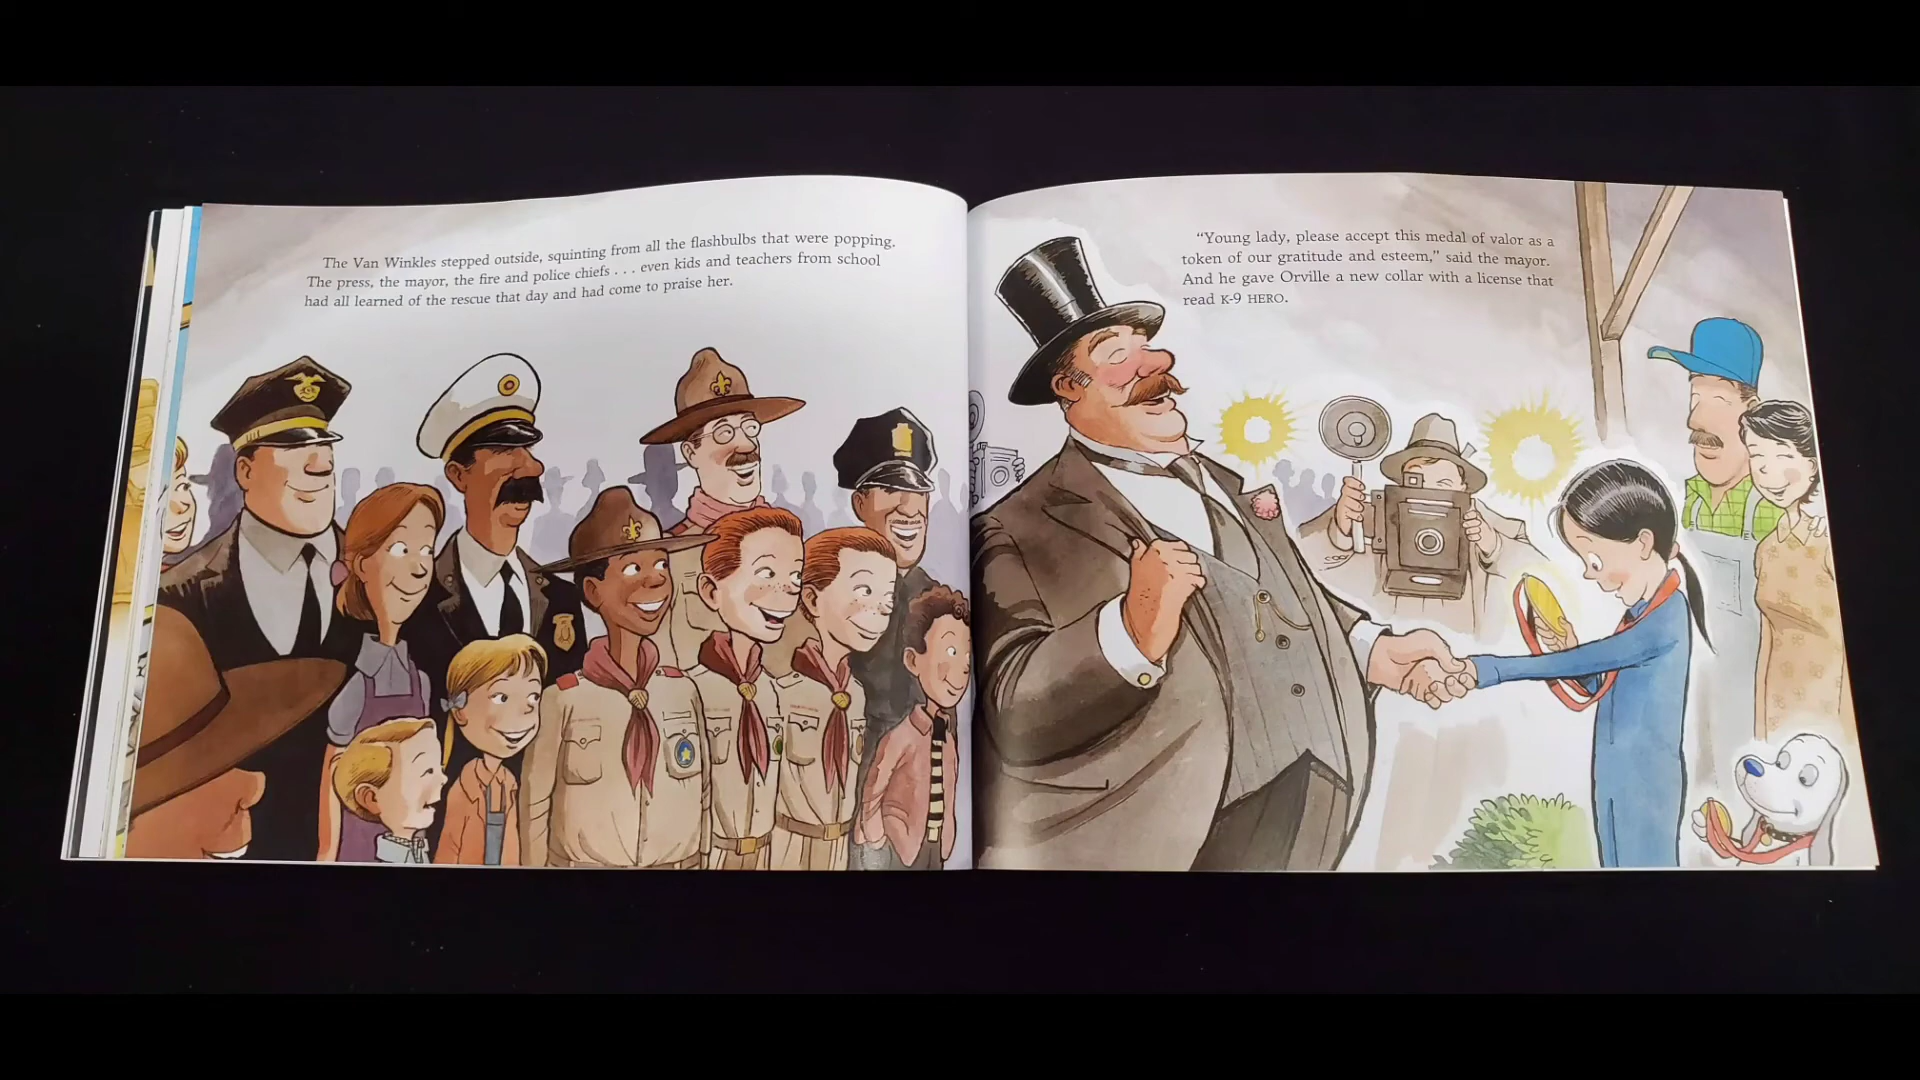 The Van Winkles stepped outside, squinting from all the flashbulbs that were popping.
The press, the mayor, the fire and police chiefs . . . even kids and teachers from school
had all learned of the rescue that day and had come to praise her.
“Young lady, please accept this medal of valor as a
token of our gratitude and esteem,” said the mayor.
And he gave Orville a new collar with a license that
read K-9 HERO.